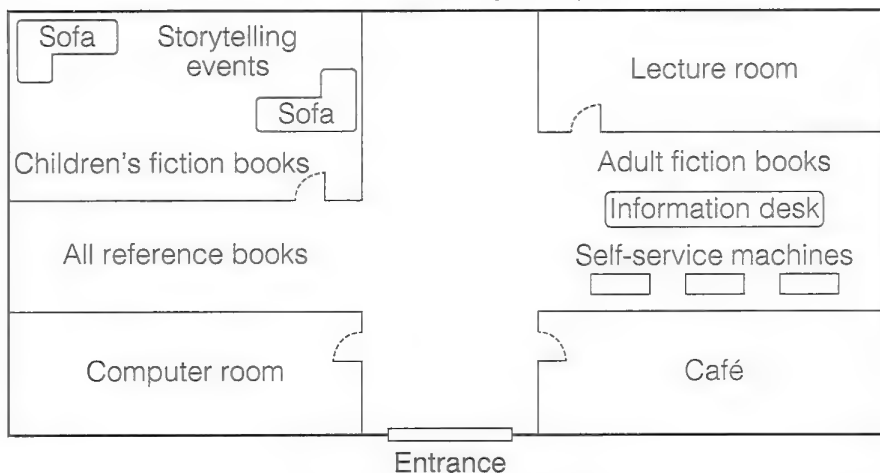 Sofa
Storytelling
events
Sofa
Children's fiction books
All reference books
Computer room
Lecture room
Adult fiction books
Information desk
Self-service machines
Café
Entrance